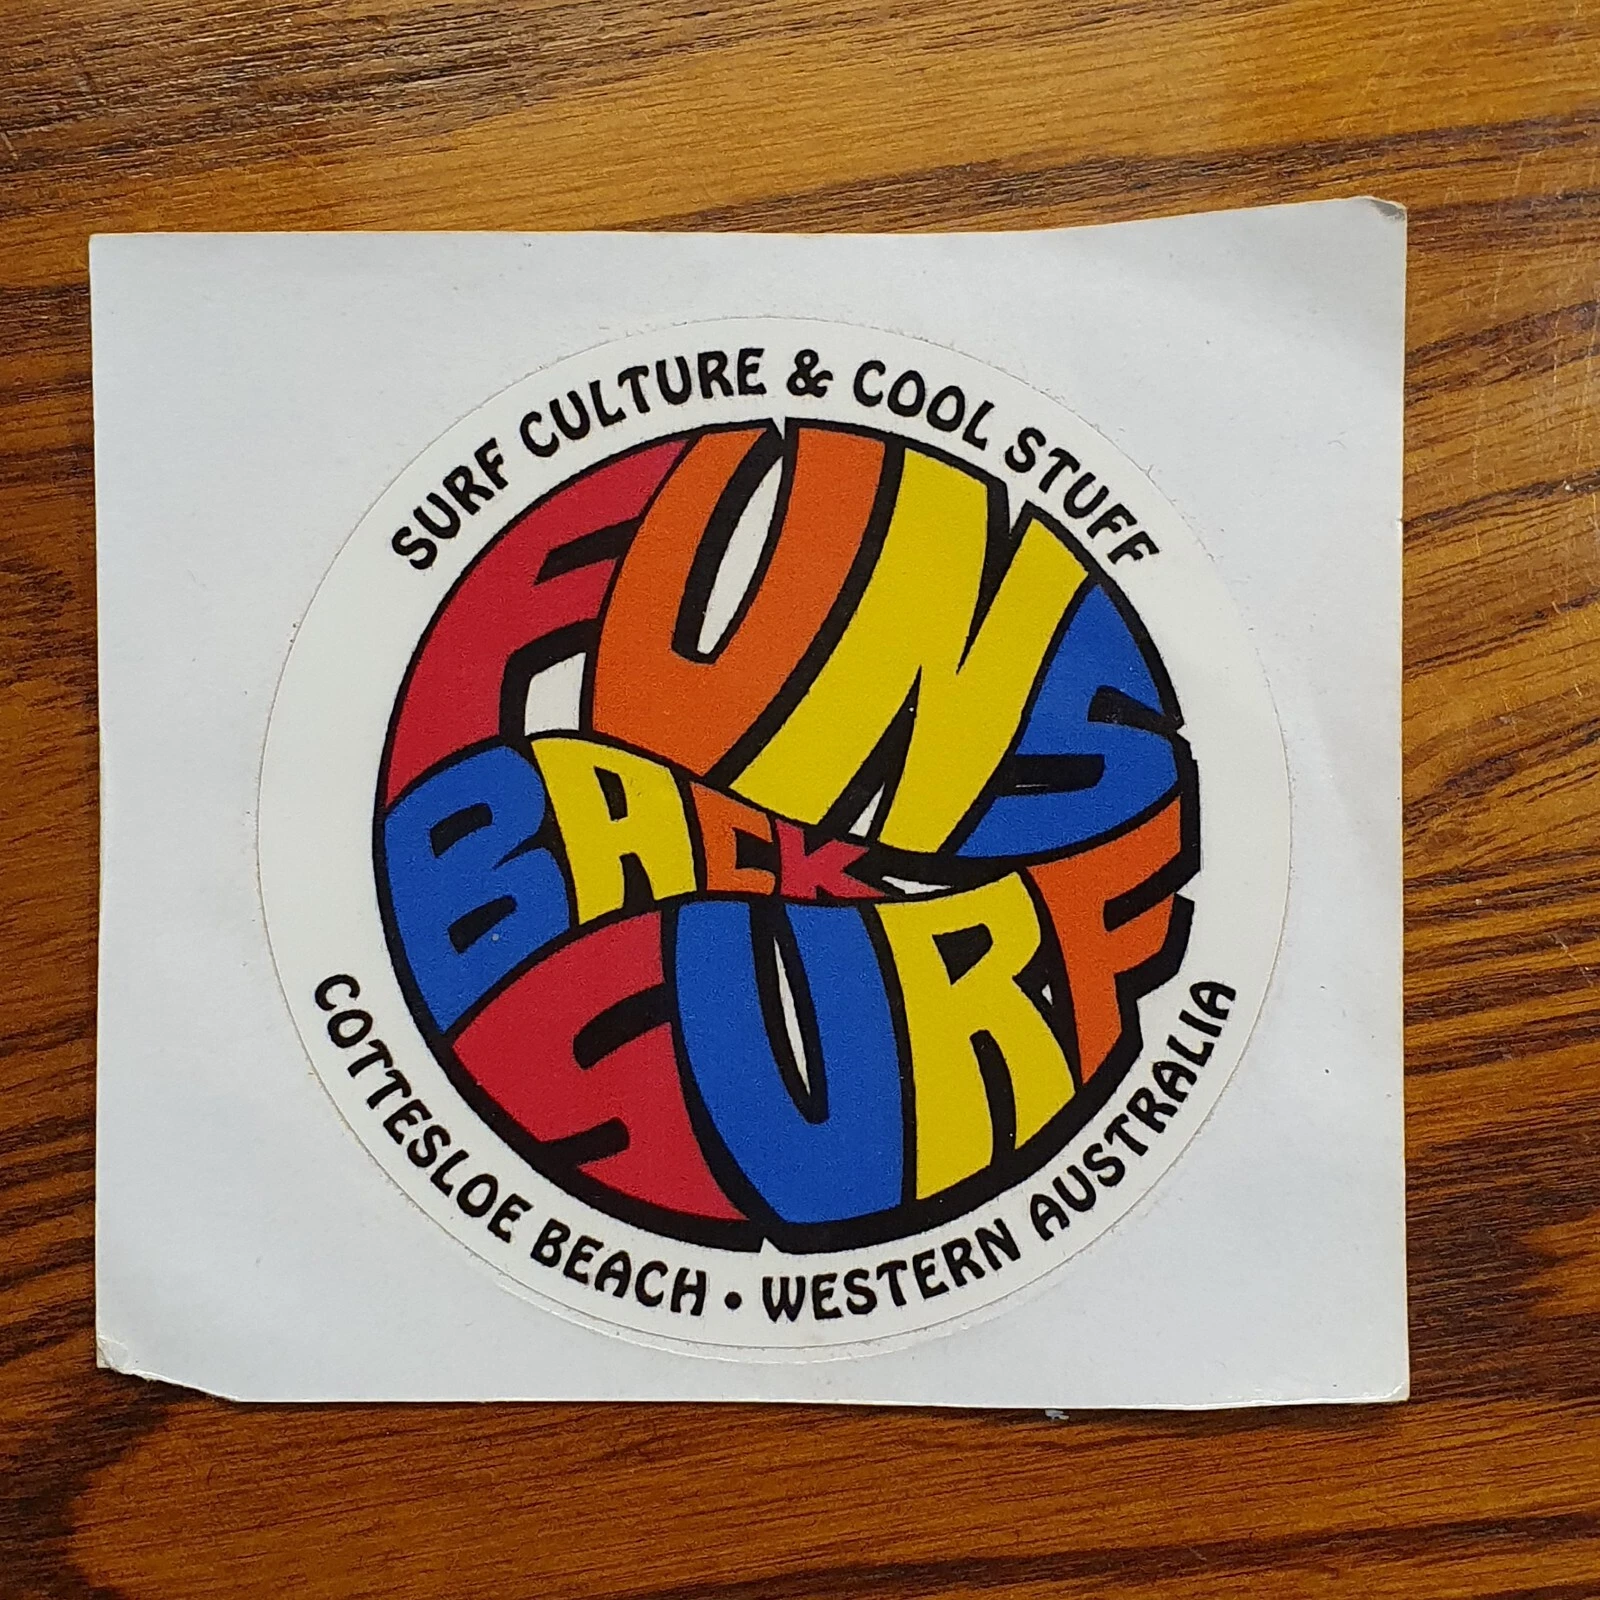 SURF CULTURE & COOL STUFF
FUNS
BACK
SURF
COTTESLOE BEACH • WESTERN AUSTRALIA